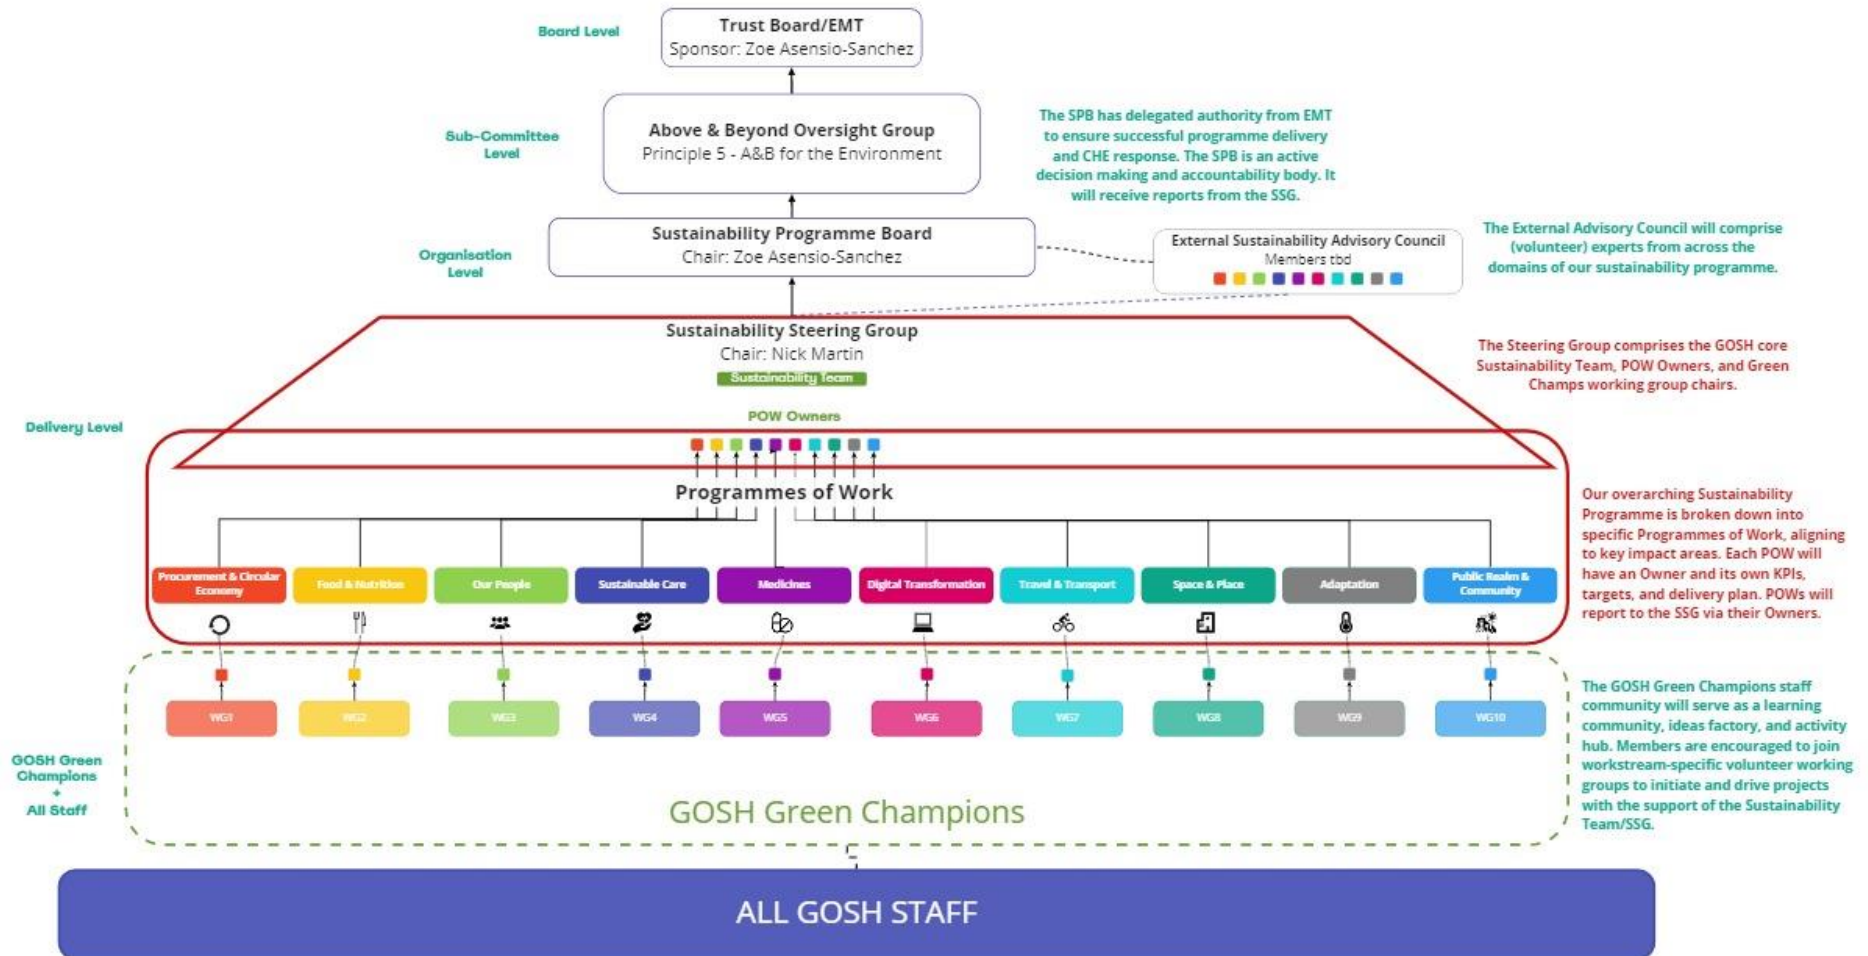 Board Level
Trust Board/EMT
Sponsor: Zoe Asensio-Sanchez
Sub-Committee
Level
Above & Beyond Oversight Group
Principle 5 - A&B for the Environment
The SPB has delegated authority from EMT
to ensure successful programme delivery
and CHE response. The SPB is an active
decision making and accountability body. It
will receive reports from the SSG.
Organisation
Level
Sustainability Programme Board
Chair: Zoe Asensio-Sanchez
External Sustainability Advisory Council
Members tbd
The External Advisory Council will comprise
(volunteer) experts from across the
domains of our sustainability programme.
Sustainability Steering Group
Chair: Nick Martin
Sustainability Team
The Steering Group comprises the GOSH core
Sustainability Team, POW Owners, and Green
Champs working group chairs.
Delivery Level
POW Owners
Programmes of Work
Procurement & Circular
Economy
Food & Nutrition
Our People
Sustainable Care
Medicines
Digital Transformation
Travel & Transport
Space & Place
Adaptation
Public Realm &
Community
Our overarching Sustainability
Programme is broken down into
specific Programmes of Work, aligning
to key impact areas. Each POW will
have an Owner and its own KPIs,
targets, and delivery plan. POWs will
report to the SSG via their Owners.
WG1
WG2
WG3
WG4
WG5
WG6
WG7
WG8
WG9
WG10
GOSH Green
Champions
+
All Staff
The GOSH Green Champions staff
community will serve as a learning
community, ideas factory, and activity
hub. Members are encouraged to join
workstream-specific volunteer working
groups to initiate and drive projects
with the support of the Sustainability
Team/SSG.
GOSH Green Champions
ALL GOSH STAFF